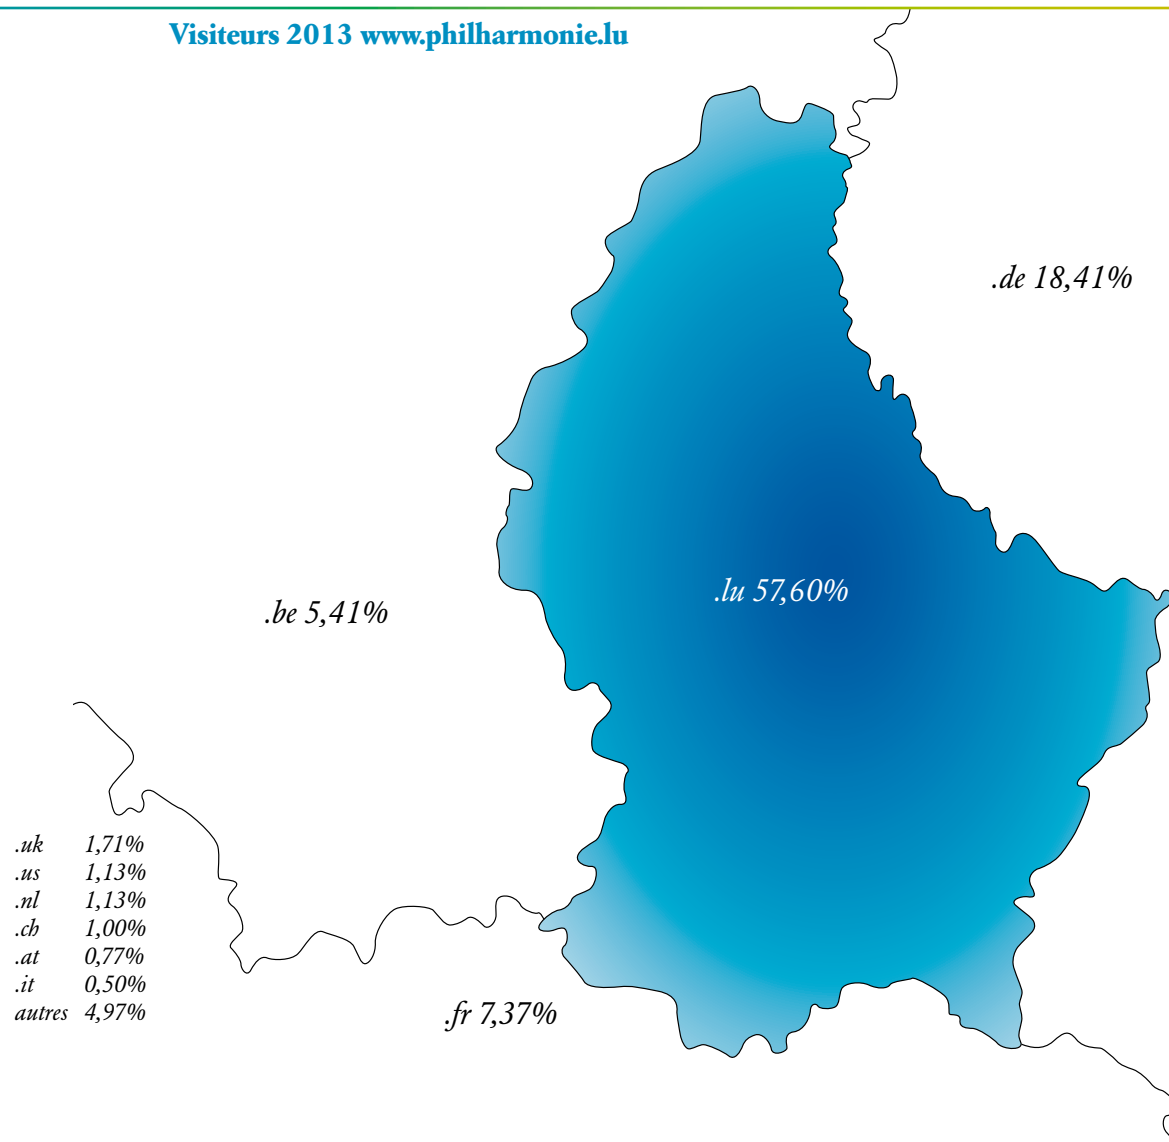 Visiteurs 2013 www.philharmonie.lu
.de 18,41%
.lu 57,60%
.be 5,41%
.uk 1,71%
.us 1,13%
.nl 1,13%
.ch 1,00%
.at 0,77%
.it 0,50%
autres 4,97%
.fr 7,37%